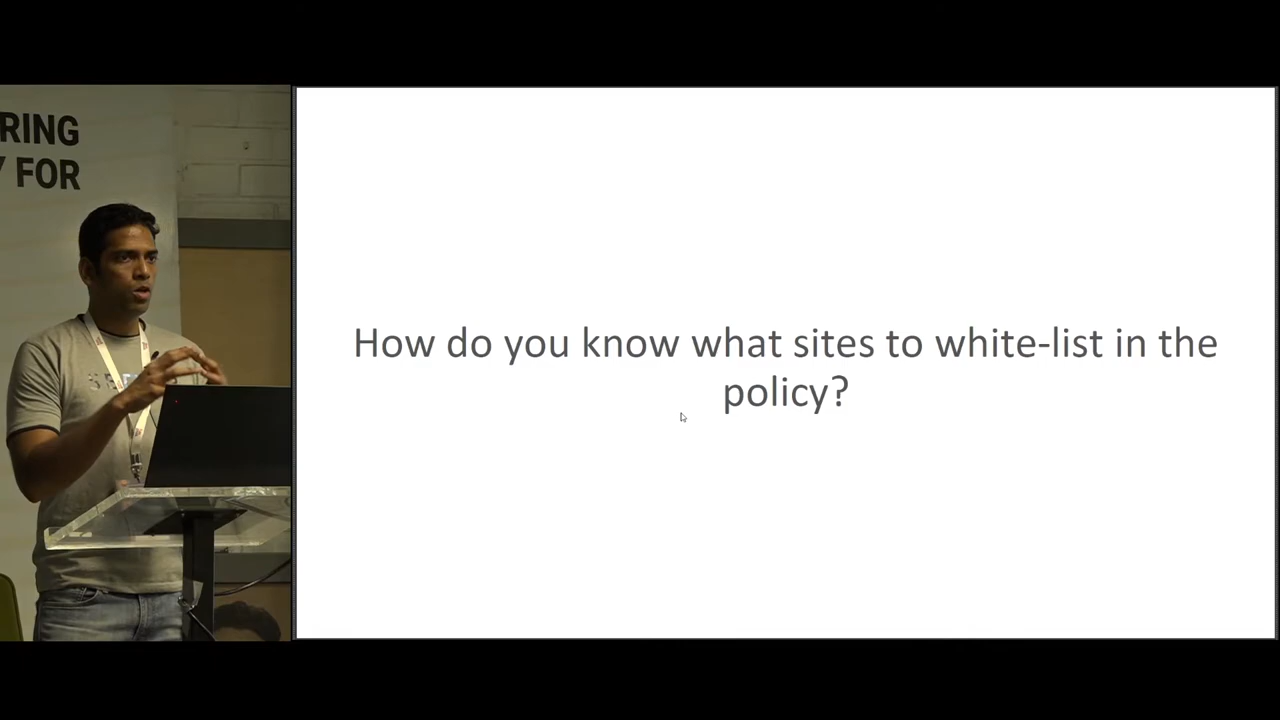 RING
Y FOR
How do you know what sites to white-list in the
policy?